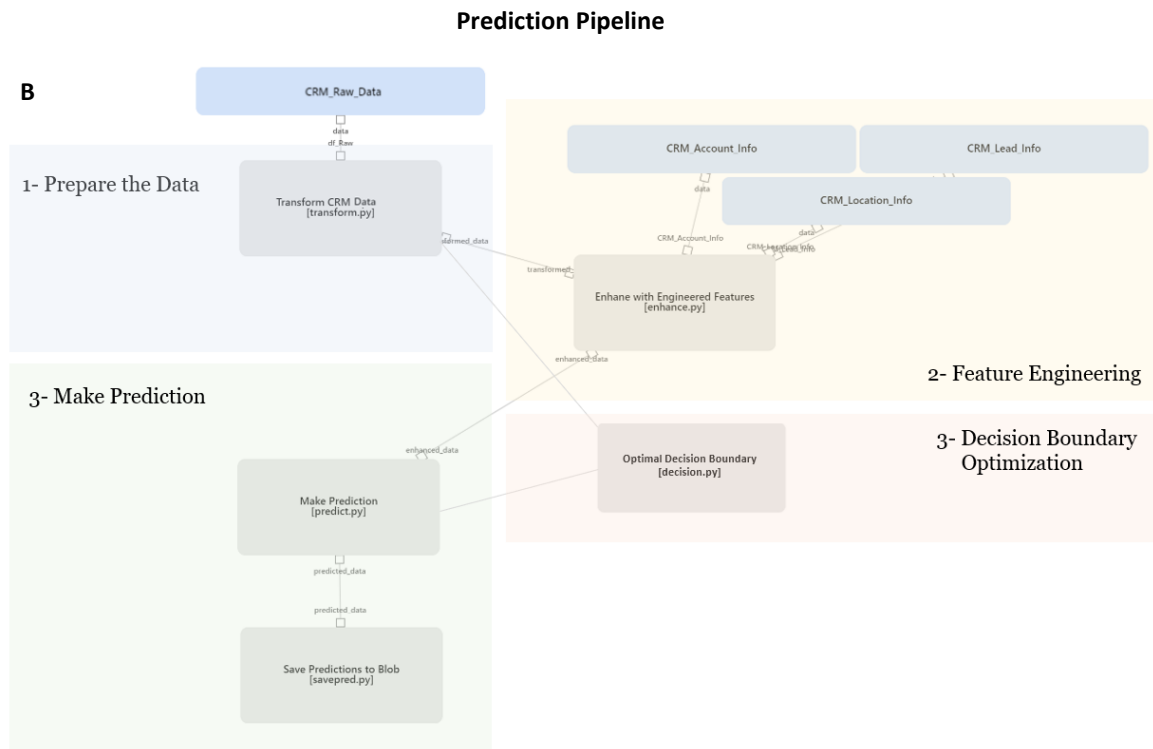 Prediction Pipeline
B
CRM_Raw_Data
data
df_Raw
1- Prepare the Data
Transform CRM Data
[transform.py]
formed_data
CRM_Account_Info
CRM_Lead_Info
CRM_Location_Info
data
data
CRM_Account_Info
transformed_
Enhane with Engineered Features
[enhance.py]
enhanced_data
2- Feature Engineering
3- Make Prediction
enhanced_data
Make Prediction
[predict.py]
predicted_data
predicted_data
Save Predictions to Blob
[savepred.py]
3- Decision Boundary
Optimization
Optimal Decision Boundary
[decision.py]